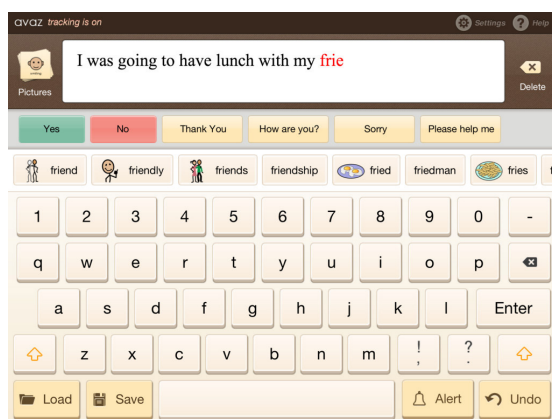 avaz tracking is on Settings ? Help
I was going to have lunch with my frie
Pictures Delete
Yes No Thank You How are you? Sorry Please help me
friend friendly friends friendship fried friedman fries
1 2 3 4 5 6 7 8 9 0 -
q w e r t y u i o p
a s d f g h j k l Enter
z x c v b n m ! , ? .
Load Save Alert Undo